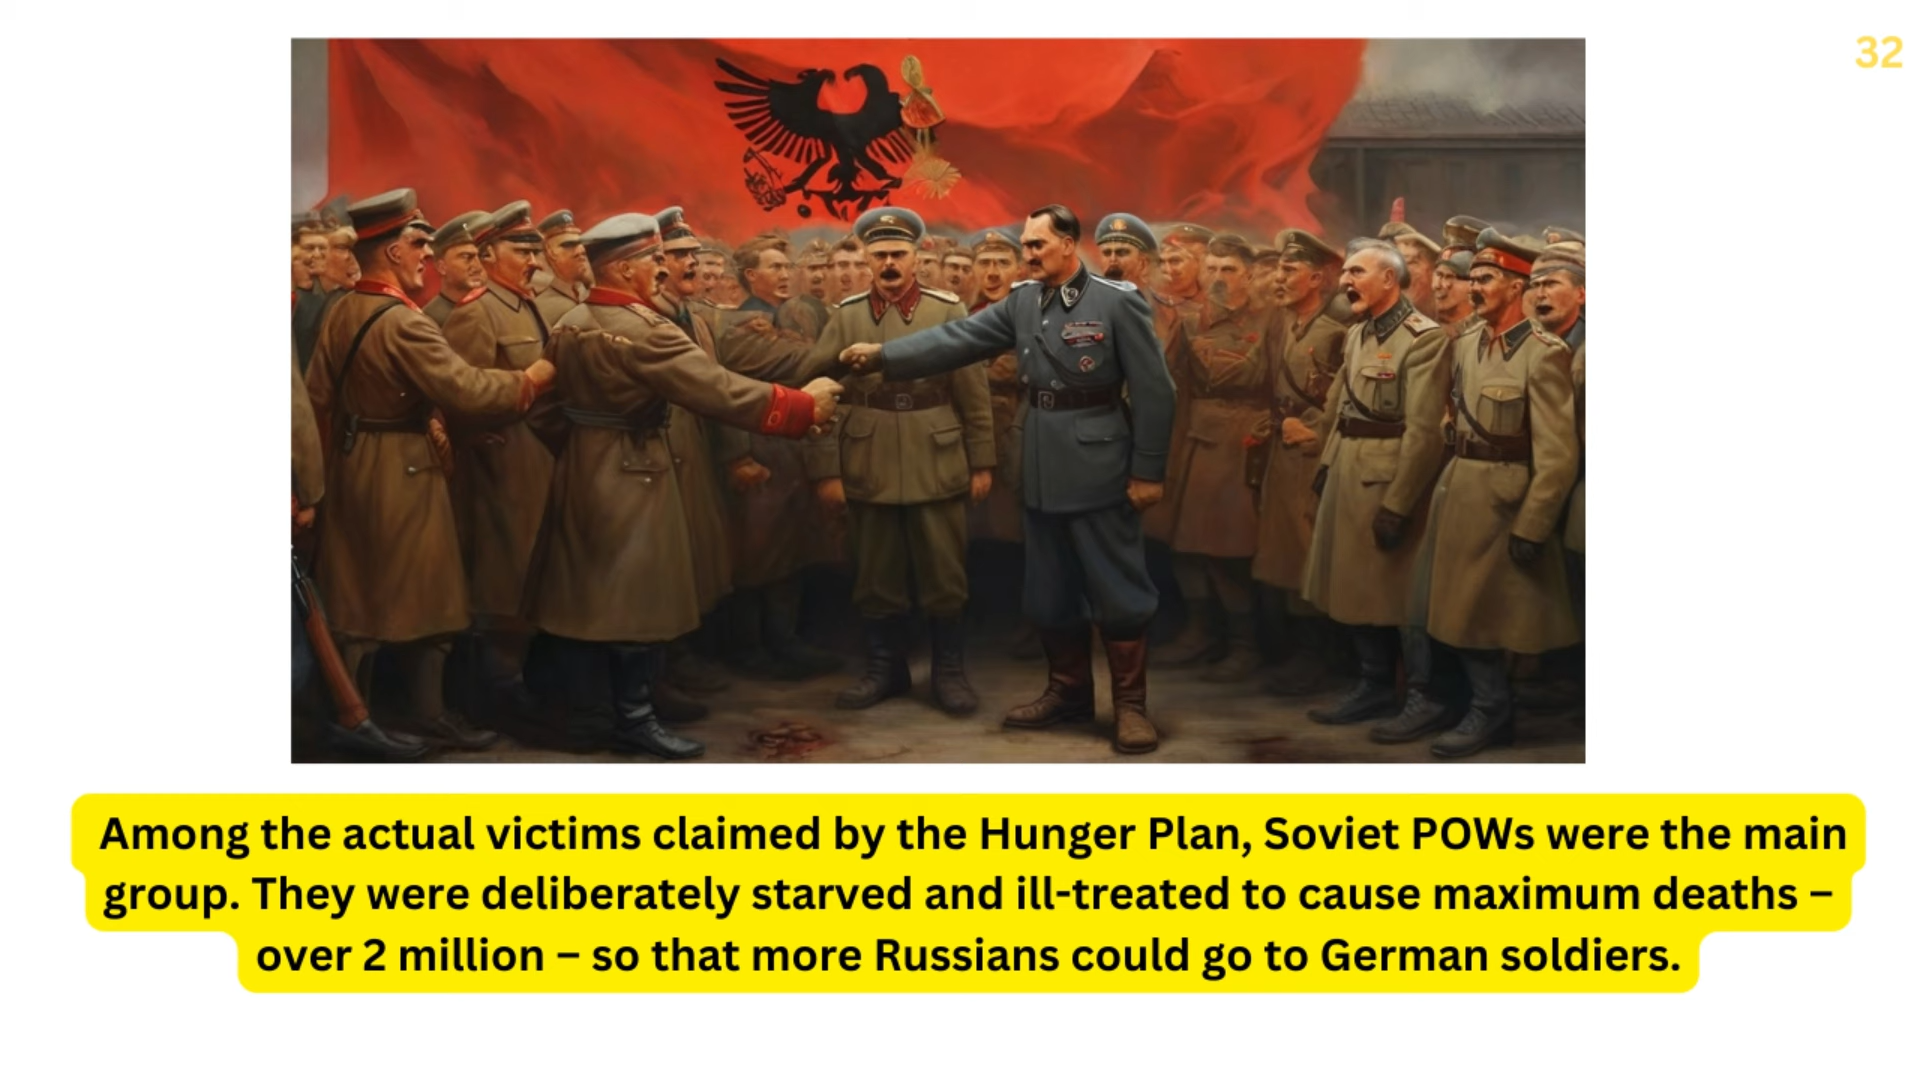 32
Among the actual victims claimed by the Hunger Plan, Soviet POWs were the main
group. They were deliberately starved and ill-treated to cause maximum deaths –
over 2 million – so that more Russians could go to German soldiers.